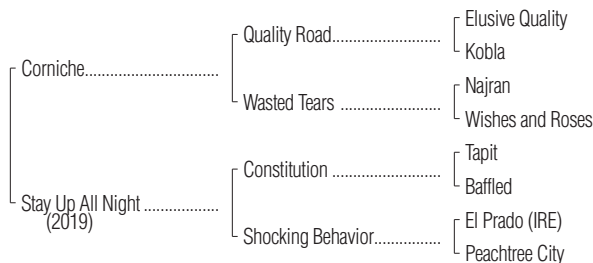 Elusive Quality
Quality Road..............................
Kobla
Corniche......................................
Najran
Wasted Tears ...........................
Wishes and Roses
Tapit
Constitution .............................
Baffled
Stay Up All Night .....................
(2019)
El Prado (IRE)
Shocking Behavior..................
Peachtree City